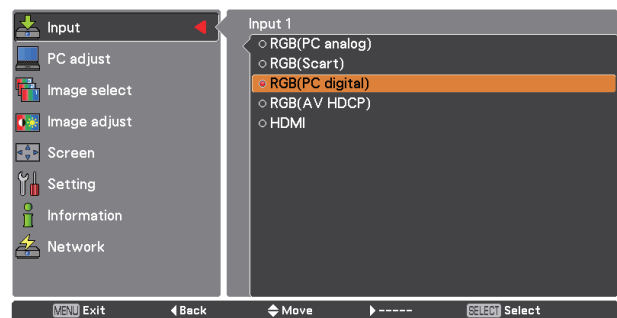 Input
PC adjust
Image select
Image adjust
Screen
Setting
Information
Network
Input 1
RGB(PC analog)
RGB(Scart)
RGB(PC digital)
RGB(AV HDCP)
HDMI
MENU Exit Back Move ----- SELECT Select